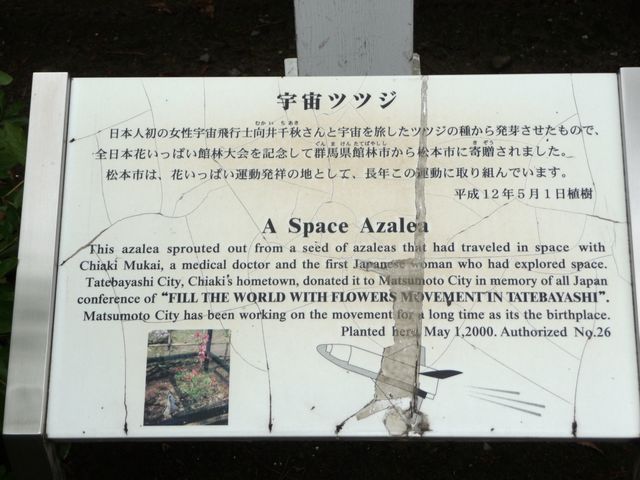 宇宙ツツジ
日本人初の女性宇宙飛行士向井千秋さんと宇宙を旅したツツジの種から発芽させたもので、
全日本花いっぱい館林大会を記念して群馬県館林市から松本市に寄贈されました。
松本市は、花いっぱい運動発祥の地として、長年この運動に取り組んでいます。
平成12年5月1日植樹
A Space Azalea
This azalea sprouted out from a seed of azaleas that had traveled in space with
Chiaki Mukai, a medical doctor and the first Japanese woman who had explored space.
Tatebayashi City, Chiaki's hometown, donated it to Matsumoto City in memory of all Japan
conference of "FILL THE WORLD WITH FLOWERS MOVEMENT IN TATEBAYASHI".
Matsumoto City has been working on the movement for a long time as its the birthplace.
Planted here, May 1,2000. Authorized No.26